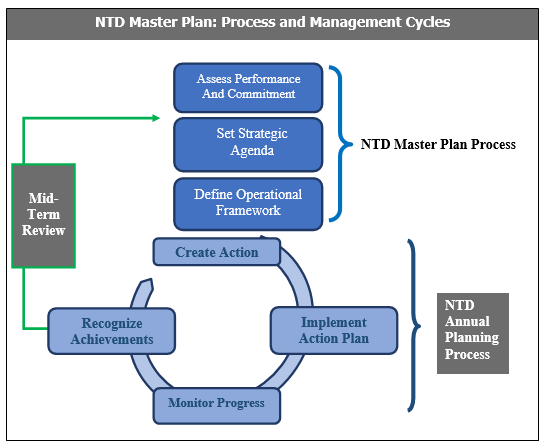 NTD Master Plan: Process and Management Cycles
Assess Performance
And Commitment
Set Strategic
Agenda
NTD Master Plan Process
Define Operational
Framework
Mid-
Term
Review
Create Action
Recognize
Achievements
Implement
Action Plan
NTD
Annual
Planning
Process
Monitor Progress